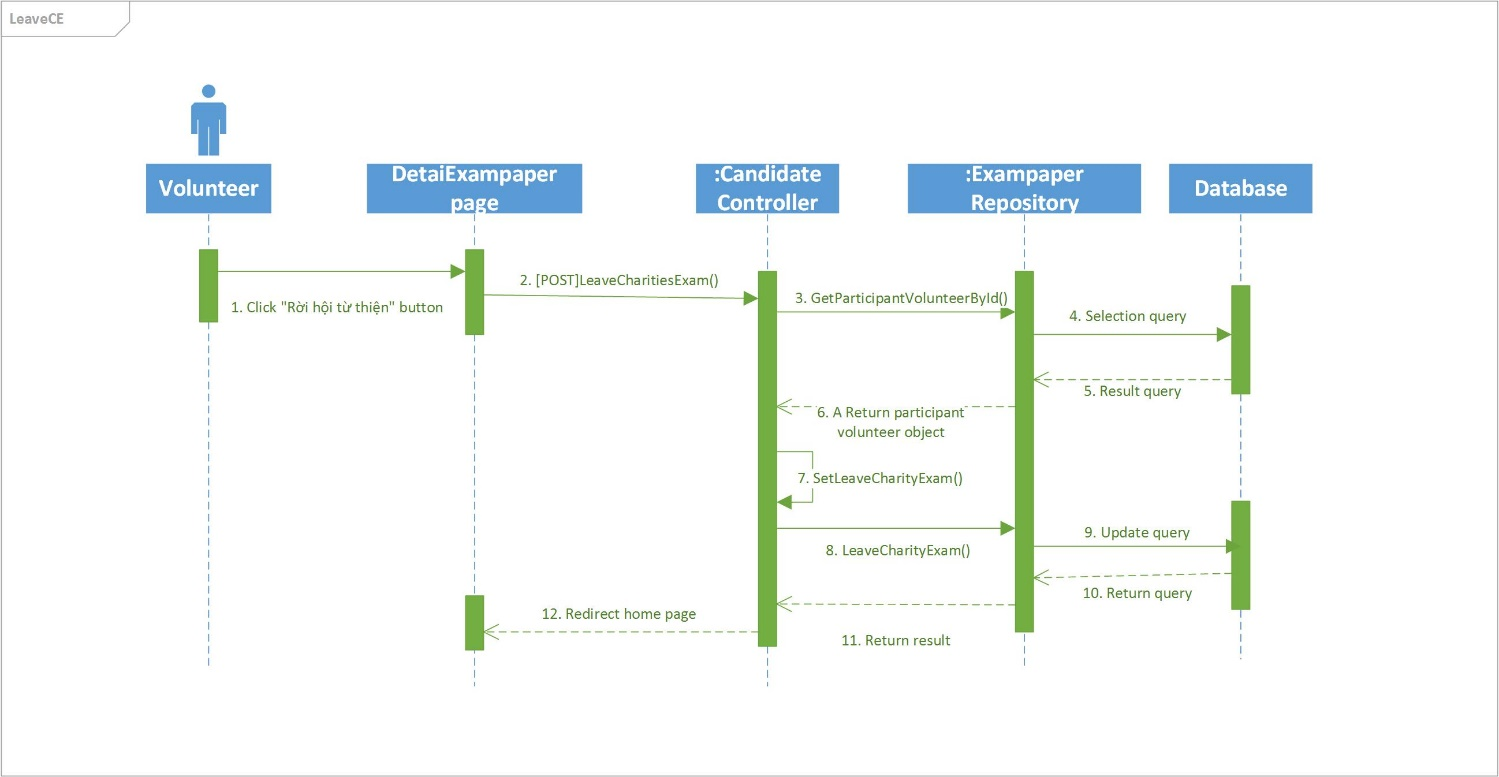 LeaveCE
Volunteer
DetaiExampaper
page
:Candidate
Controller
:Exampaper
Repository
Database
1. Click "Rời hội từ thiện" button
2. [POST]LeaveCharitiesExam()
3. GetParticipantVolunteerById()
4. Selection query
5. Result query
6. A Return participant
volunteer object
7. SetLeaveCharityExam()
8. LeaveCharityExam()
9. Update query
10. Return query
11. Return result
12. Redirect home page